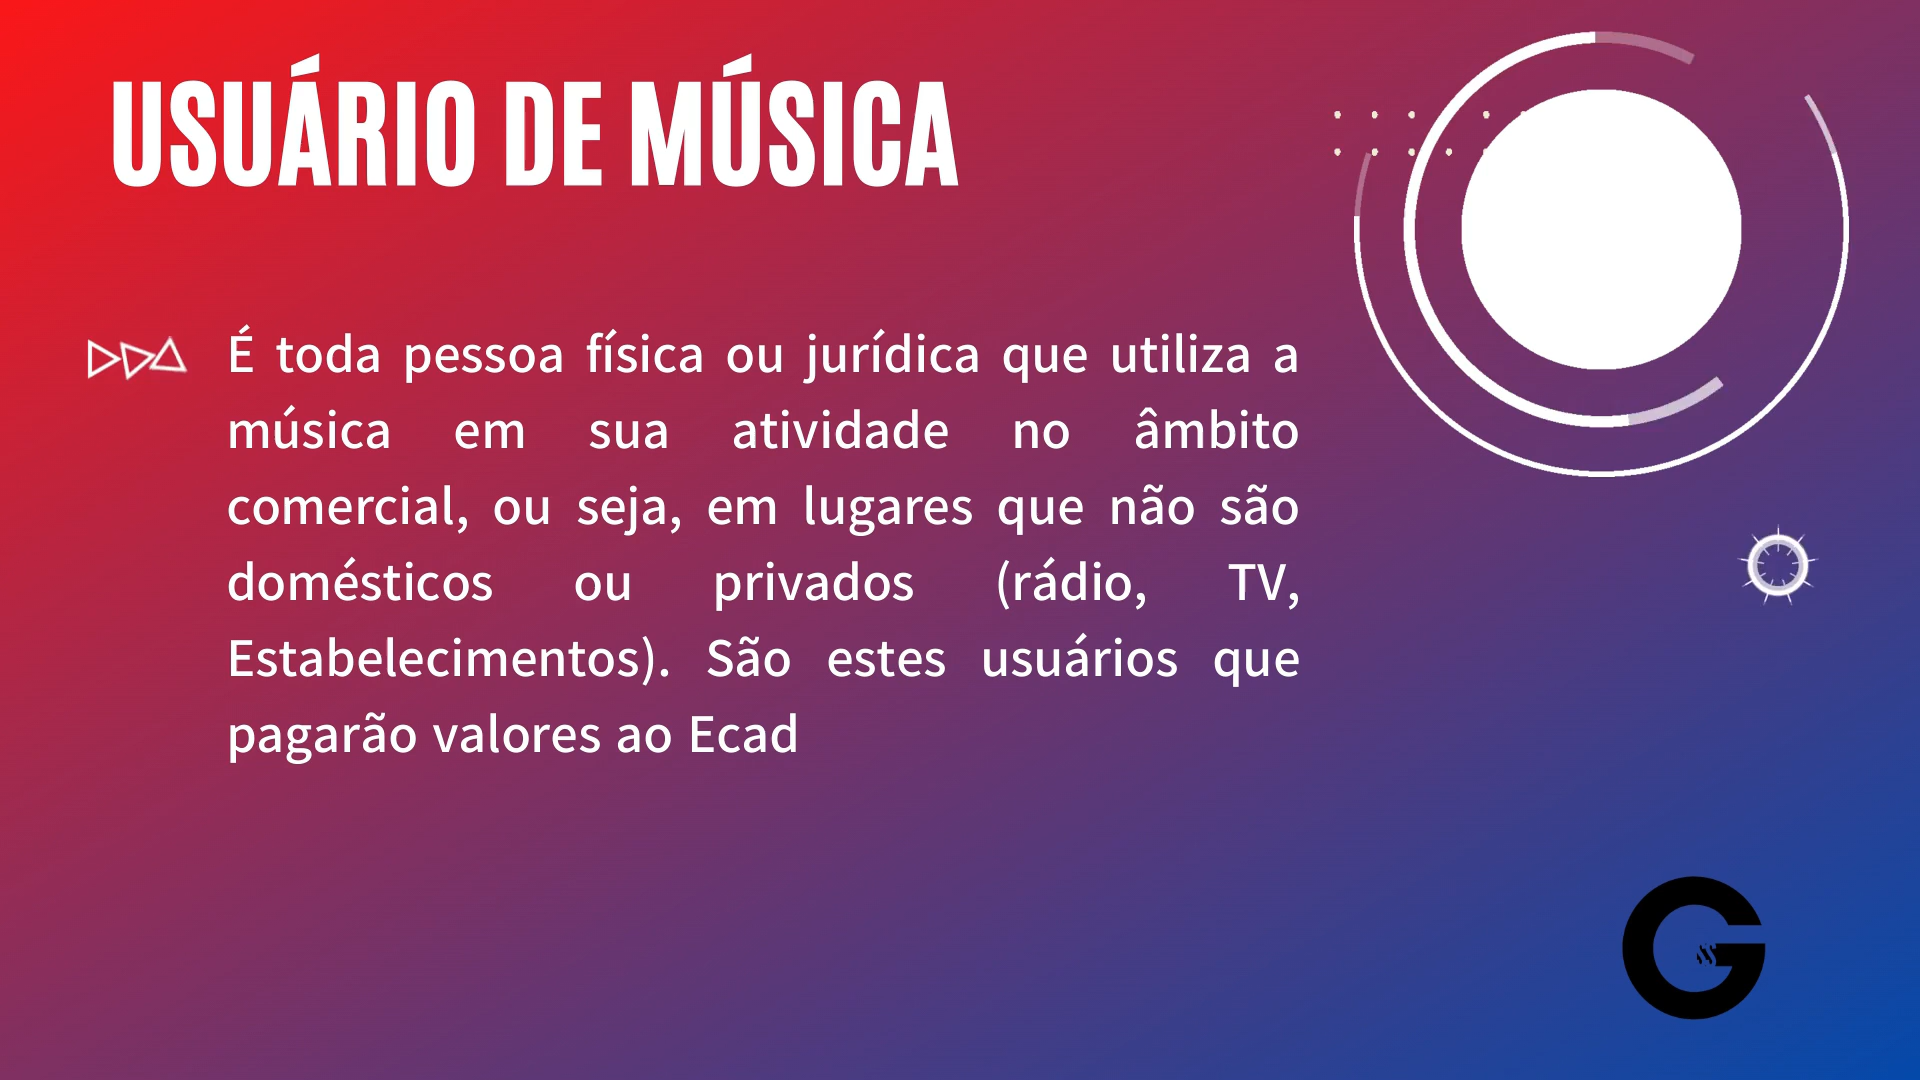 USUÁRIO DE MÚSICA
É toda pessoa física ou jurídica que utiliza a
música em sua atividade no âmbito
comercial, ou seja, em lugares que não são
domésticos ou privados (rádio, TV,
Estabelecimentos). São estes usuários que
pagarão valores ao Ecad
G